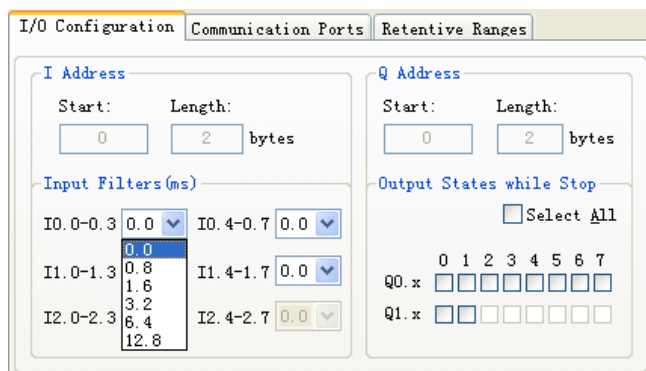 I/O Configuration Communication Ports Retentive Ranges
I Address Q Address
Start: Length: Start: Length:
0 2 bytes 0 2 bytes
Input Filters(ms) Output States while Stop
Select All
I0.0-0.3 0.0 I0.4-0.7 0.0
0 1 2 3 4 5 6 7
0.0
I1.0-1.3 0.8 I1.4-1.7 0.0 Q0.x
1.6
3.2
I2.0-2.3 6.4 I2.4-2.7 0.0 Q1.x
12.8